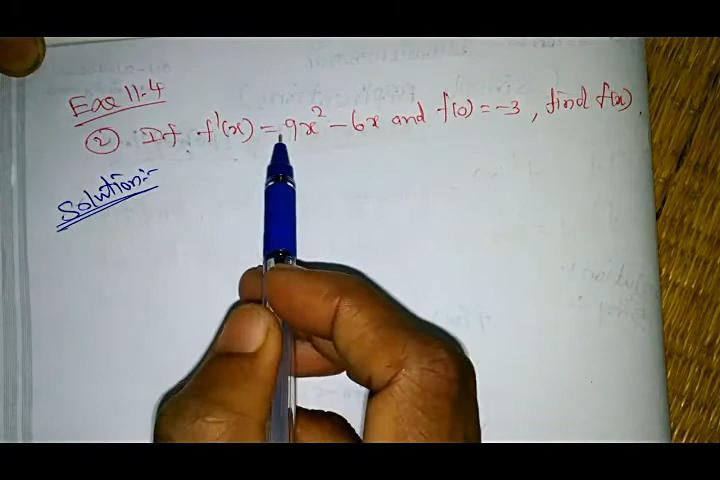 Exe 11.4
② If f'(x) = 9x² - 6x and f(0) = -3, find f(x)
Solution:-